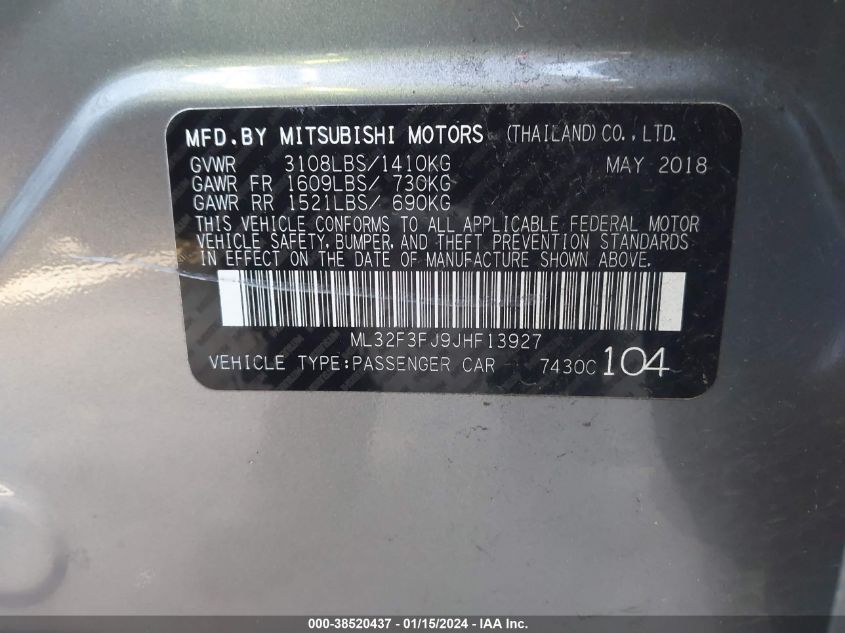 MFD.BY MITSUBISHI MOTORS (THAILAND)CO.,LTD.
GVWR 3108LBS/1410KG MAY 2018
GAWR FR 1609LBS/ 730KG
GAWR RR 1521LBS/ 690KG
THIS VEHICLE CONFORMS TO ALL APPLICABLE FEDERAL MOTOR
VEHICLE SAFETY, BUMPER, AND THEFT PREVENTION STANDARDS
IN EFFECT ON THE DATE OF MANUFACTURE SHOWN ABOVE.
ML32F3FJ9JHF13927
VEHICLE TYPE:PASSENGER CAR 7430C 104
000-38520437 - 01/15/2024 - IAA Inc.